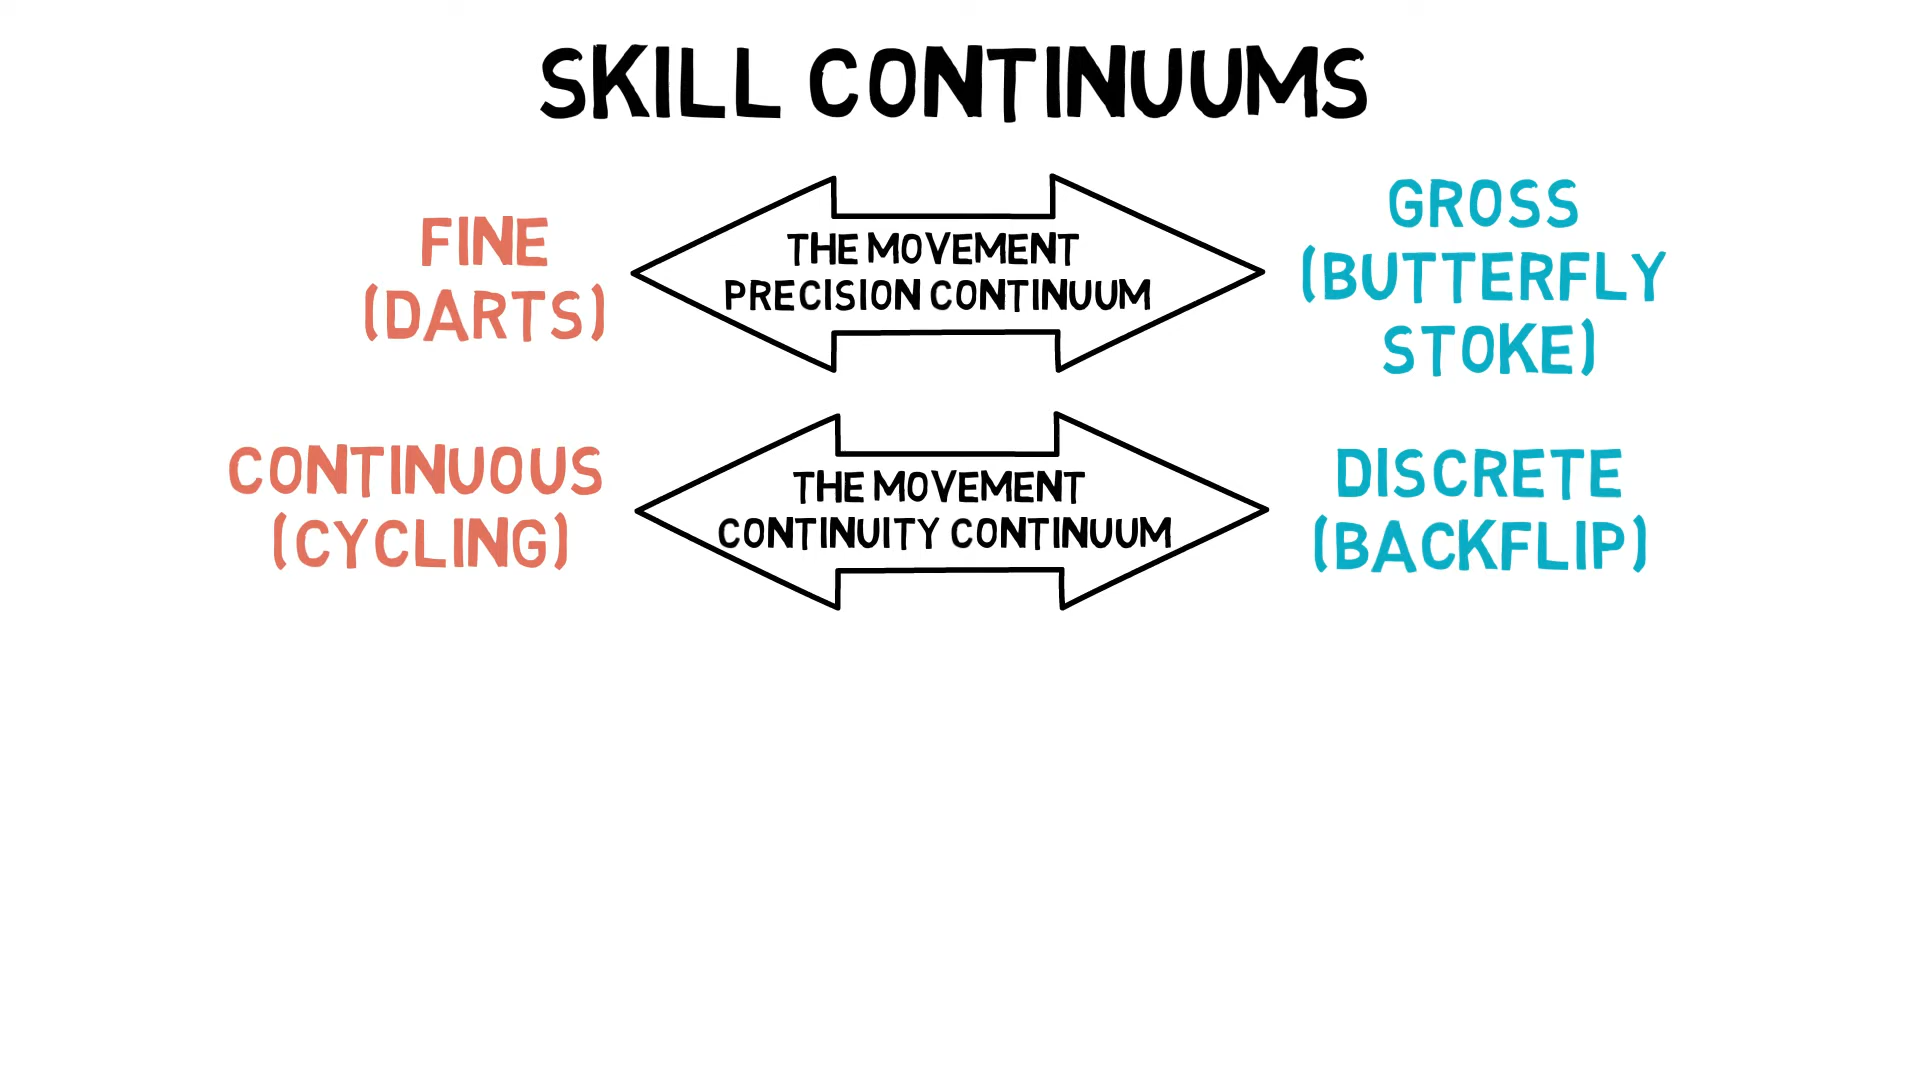 SKILL CONTINUUMS
FINE
(DARTS)
THE MOVEMENT
PRECISION CONTINUUM
GROSS
(BUTTERFLY
STOKE)
CONTINUOUS
(CYCLING)
THE MOVEMENT
CONTINUITY CONTINUUM
DISCRETE
(BACKFLIP)